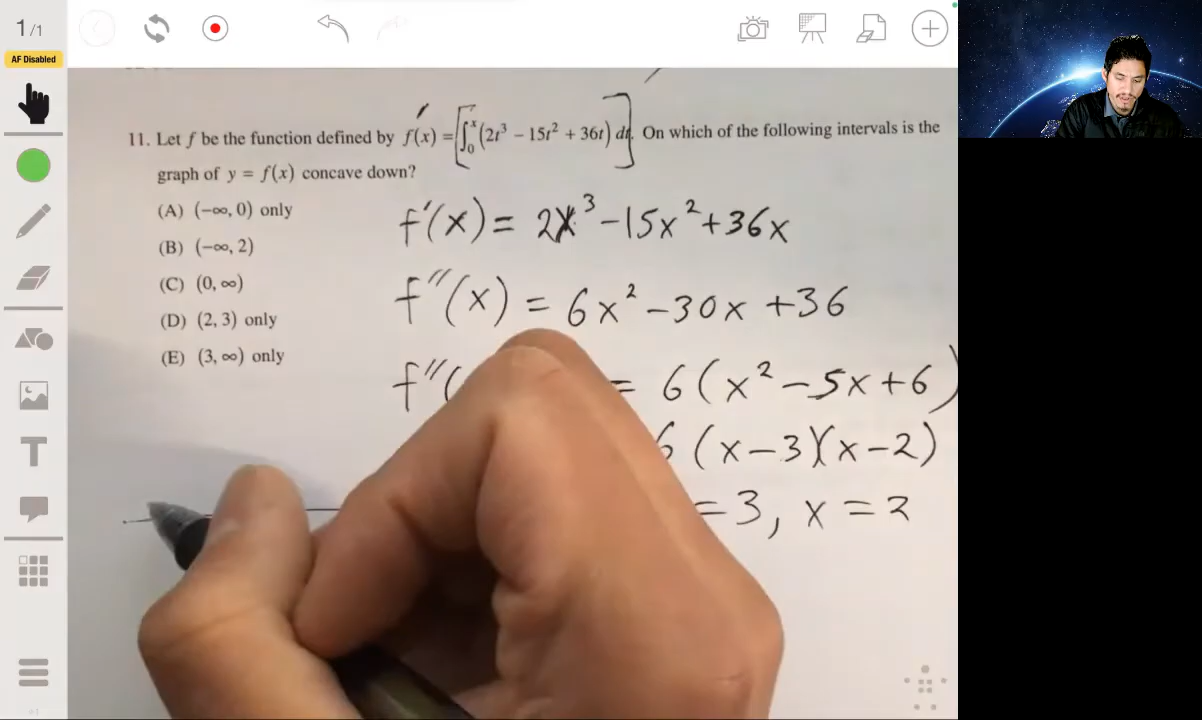 1/1
AF Disabled
11. Let f be the function defined by f'(x) = [∫₀ˣ (2t³ − 15t² + 36t) dt]'. On which of the following intervals is the
graph of y = f(x) concave down?
(A) (−∞, 0) only
(B) (−∞, 2)
(C) (0, ∞)
(D) (2, 3) only
(E) (3, ∞) only
f'(x) = 2x³ − 15x² + 36x
f''(x) = 6x² − 30x + 36
f''( = 6(x² − 5x + 6)
6(x−3)(x−2)
= 3, x = 2
T